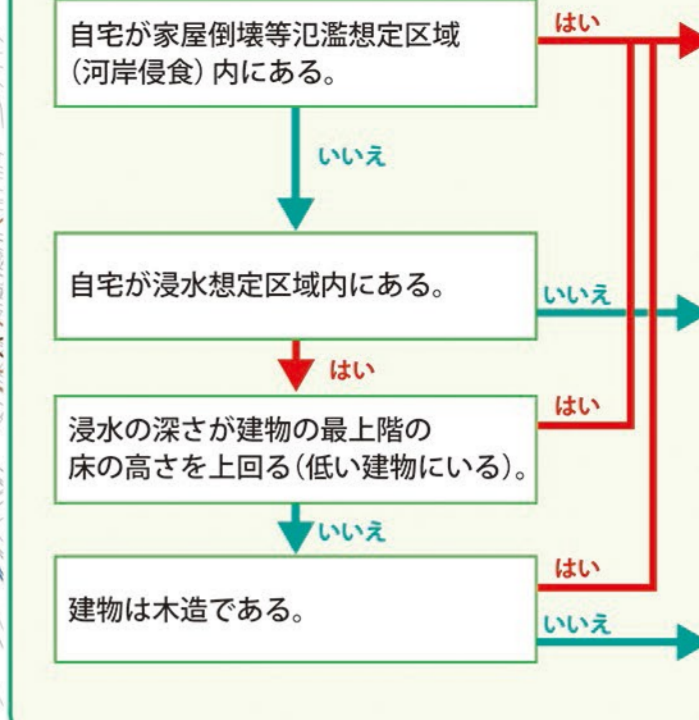 自宅が家屋倒壊等氾濫想定区域
（河岸侵食）内にある。
はい
いいえ
自宅が浸水想定区域内にある。
いいえ
はい
浸水の深さが建物の最上階の
床の高さを上回る（低い建物にいる）。
はい
いいえ
建物は木造である。
はい
いいえ